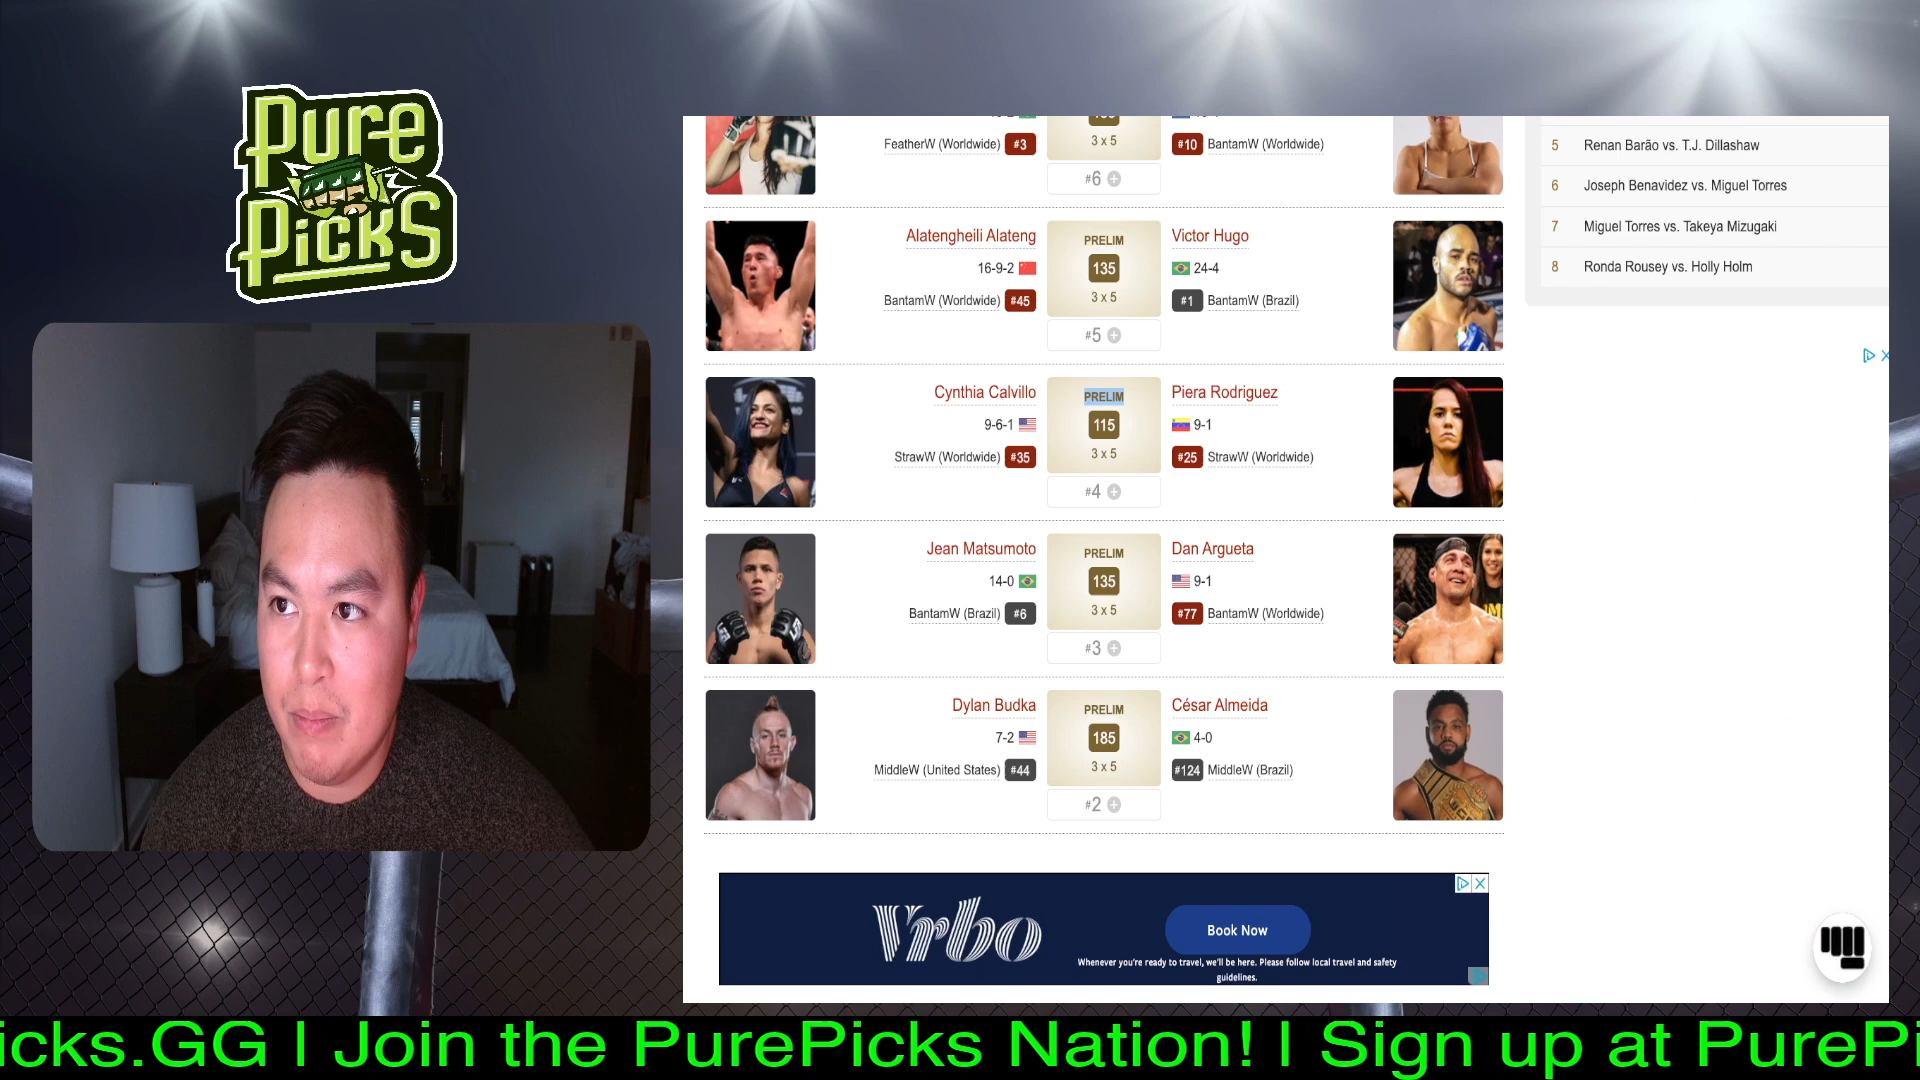 Pure
Picks
FeatherW (Worldwide) #3
3 x 5
#10 BantamW (Worldwide)
#6
Alatengheili Alateng
PRELIM
Victor Hugo
16-9-2
135
24-4
BantamW (Worldwide) #45
3 x 5
#1 BantamW (Brazil)
#5
Cynthia Calvillo
PRELIM
Piera Rodriguez
9-6-1
115
9-1
StrawW (Worldwide) #35
3 x 5
#25 StrawW (Worldwide)
#4
Jean Matsumoto
PRELIM
Dan Argueta
14-0
135
9-1
BantamW (Brazil) #6
3 x 5
#77 BantamW (Worldwide)
#3
Dylan Budka
PRELIM
César Almeida
7-2
185
4-0
MiddleW (United States) #44
3 x 5
#124 MiddleW (Brazil)
#2
5 Renan Barão vs. T.J. Dillashaw
6 Joseph Benavidez vs. Miguel Torres
7 Miguel Torres vs. Takeya Mizugaki
8 Ronda Rousey vs. Holly Holm
Vrbo
Book Now
Whenever you're ready to travel, we'll be here. Please follow local travel and safety
guidelines.
icks.GG | Join the PurePicks Nation! | Sign up at PurePi